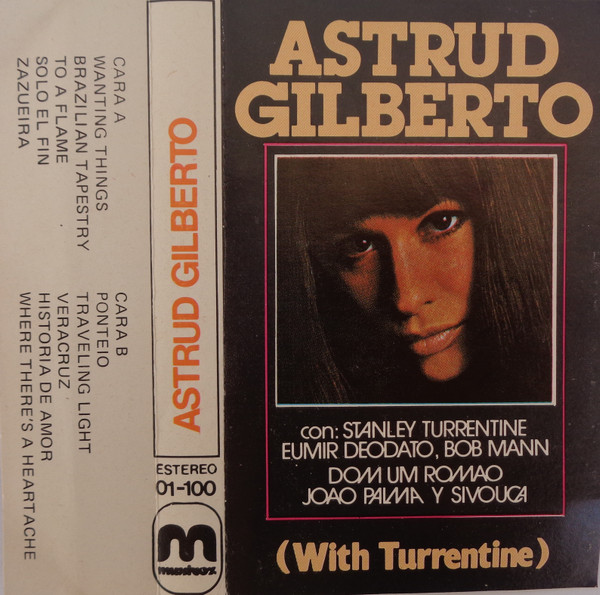 CARA A
WANTING THINGS
BRAZILIAN TAPESTRY
TO A FLAME
SOLO EL FIN
ZAZUEIRA
CARA B
PONTEIO
TRAVELING LIGHT
VERACRUZ
HISTORIA DE AMOR
WHERE THERE'S A HEARTACHE
ASTRUD GILBERTO
ESTEREO
01-100
m
ASTRUD
GILBERTO
con: STANLEY TURRENTINE
EUMIR DEODATO, BOB MANN
DOM UM ROMAO
JOAO PALMA Y SIVOUCA
(With Turrentine)